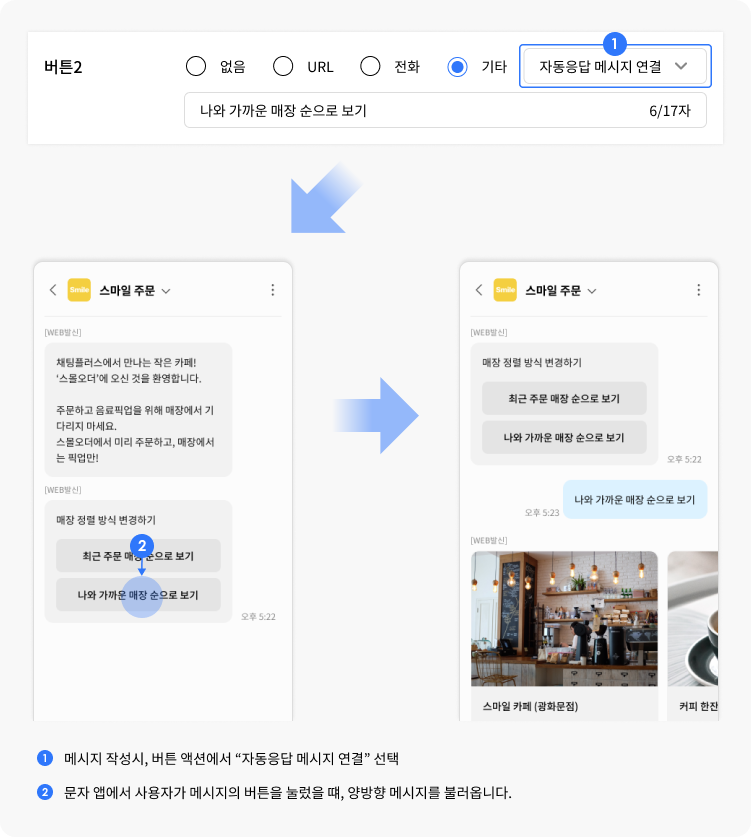 버튼2
없음
URL
전화
기타
1
자동응답 메시지 연결
나와 가까운 매장 순으로 보기
6/17자
Smile
스마일 주문
[WEB발신]
채팅플러스에서 만나는 작은 카페!
‘스몰오더’에 오신 것을 환영합니다.
주문하고 음료픽업을 위해 매장에서 기
다리지 마세요.
스몰오더에서 미리 주문하고, 매장에서
는 픽업만!
[WEB발신]
매장 정렬 방식 변경하기
2
최근 주문 매장 순으로 보기
나와 가까운 매장 순으로 보기
오후 5:22
Smile
스마일 주문
[WEB발신]
매장 정렬 방식 변경하기
최근 주문 매장 순으로 보기
나와 가까운 매장 순으로 보기
오후 5:22
나와 가까운 매장 순으로 보기
오후 5:23
[WEB발신]
스마일 카페 (광화문점)
커피 한잔
1 메시지 작성시, 버튼 액션에서 “자동응답 메시지 연결” 선택
2 문자 앱에서 사용자가 메시지의 버튼을 눌렀을 떄, 양방향 메시지를 불러옵니다.